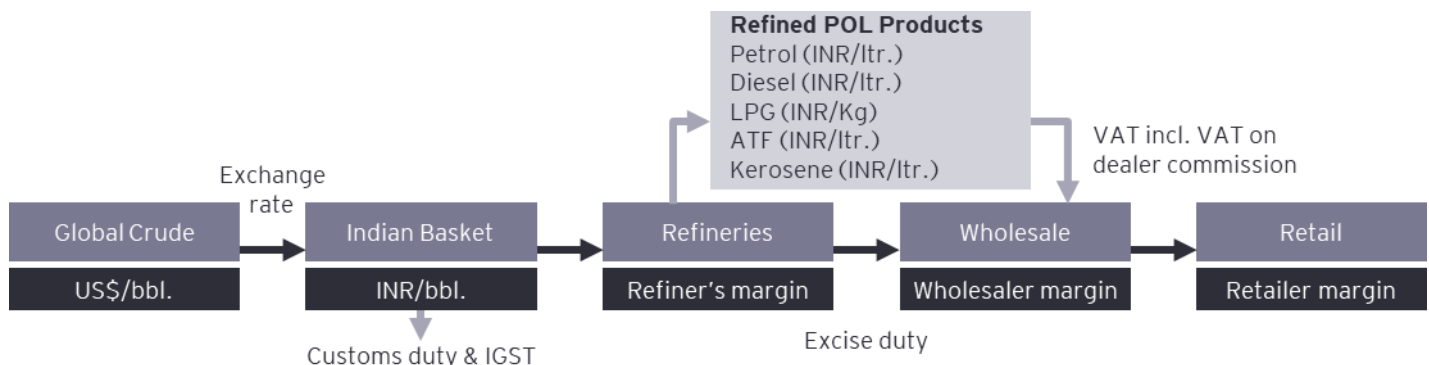 Refined POL Products
Petrol (INR/ltr.)
Diesel (INR/ltr.)
LPG (INR/Kg)
ATF (INR/ltr.)
Kerosene (INR/ltr.)
VAT incl. VAT on
dealer commission
Exchange
rate
Global Crude
Indian Basket
Refineries
Wholesale
Retail
US$/bbl.
INR/bbl.
Refiner's margin
Wholesaler margin
Retailer margin
Excise duty
Customs duty & IGST